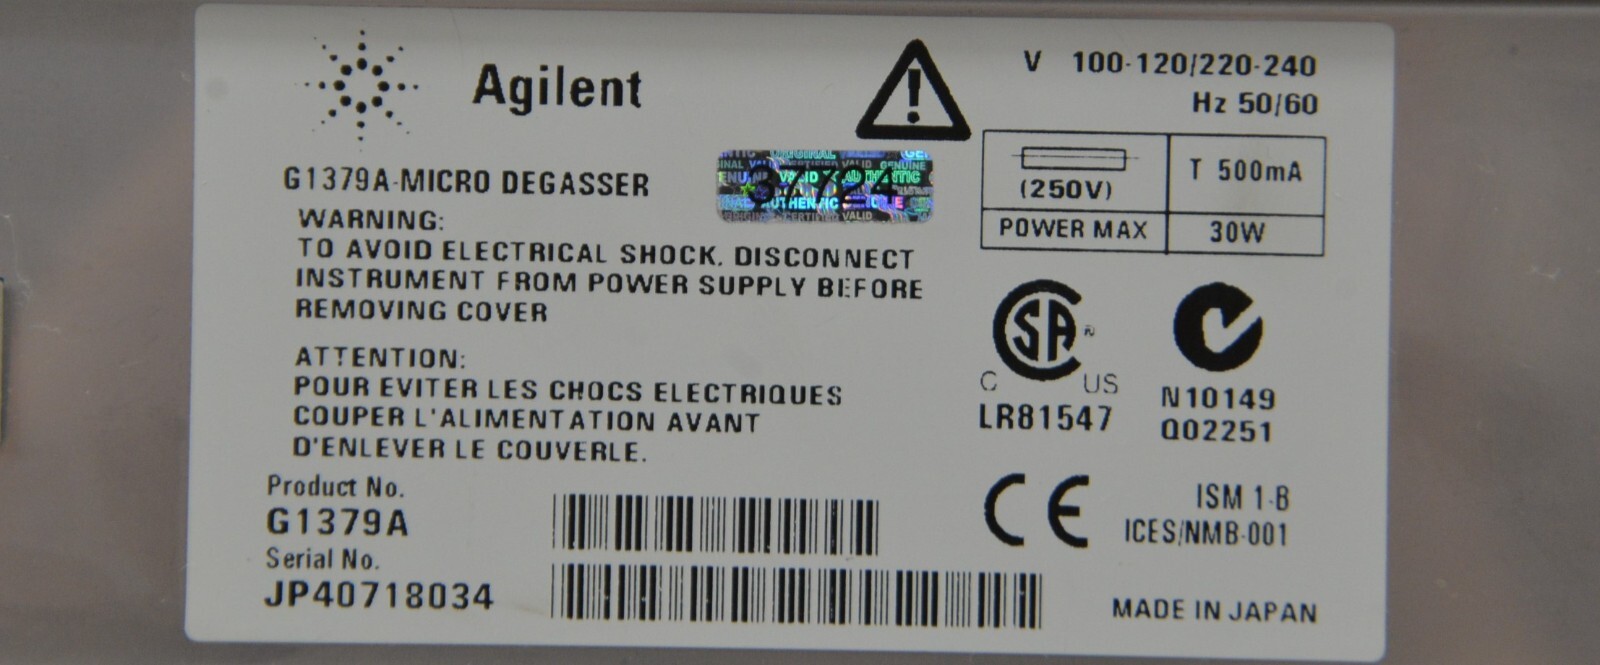 Agilent
V 100-120/220-240
Hz 50/60
(250V)
T 500mA
POWER MAX
30W
G1379A-MICRO DEGASSER
WARNING:
TO AVOID ELECTRICAL SHOCK. DISCONNECT
INSTRUMENT FROM POWER SUPPLY BEFORE
REMOVING COVER
ATTENTION:
POUR EVITER LES CHOCS ELECTRIQUES
COUPER L'ALIMENTATION AVANT
D'ENLEVER LE COUVERLE.
SA
C US
LR81547
N10149
Q02251
Product No.
G1379A
Serial No.
JP40718034
CE
ISM 1-B
ICES/NMB-001
MADE IN JAPAN